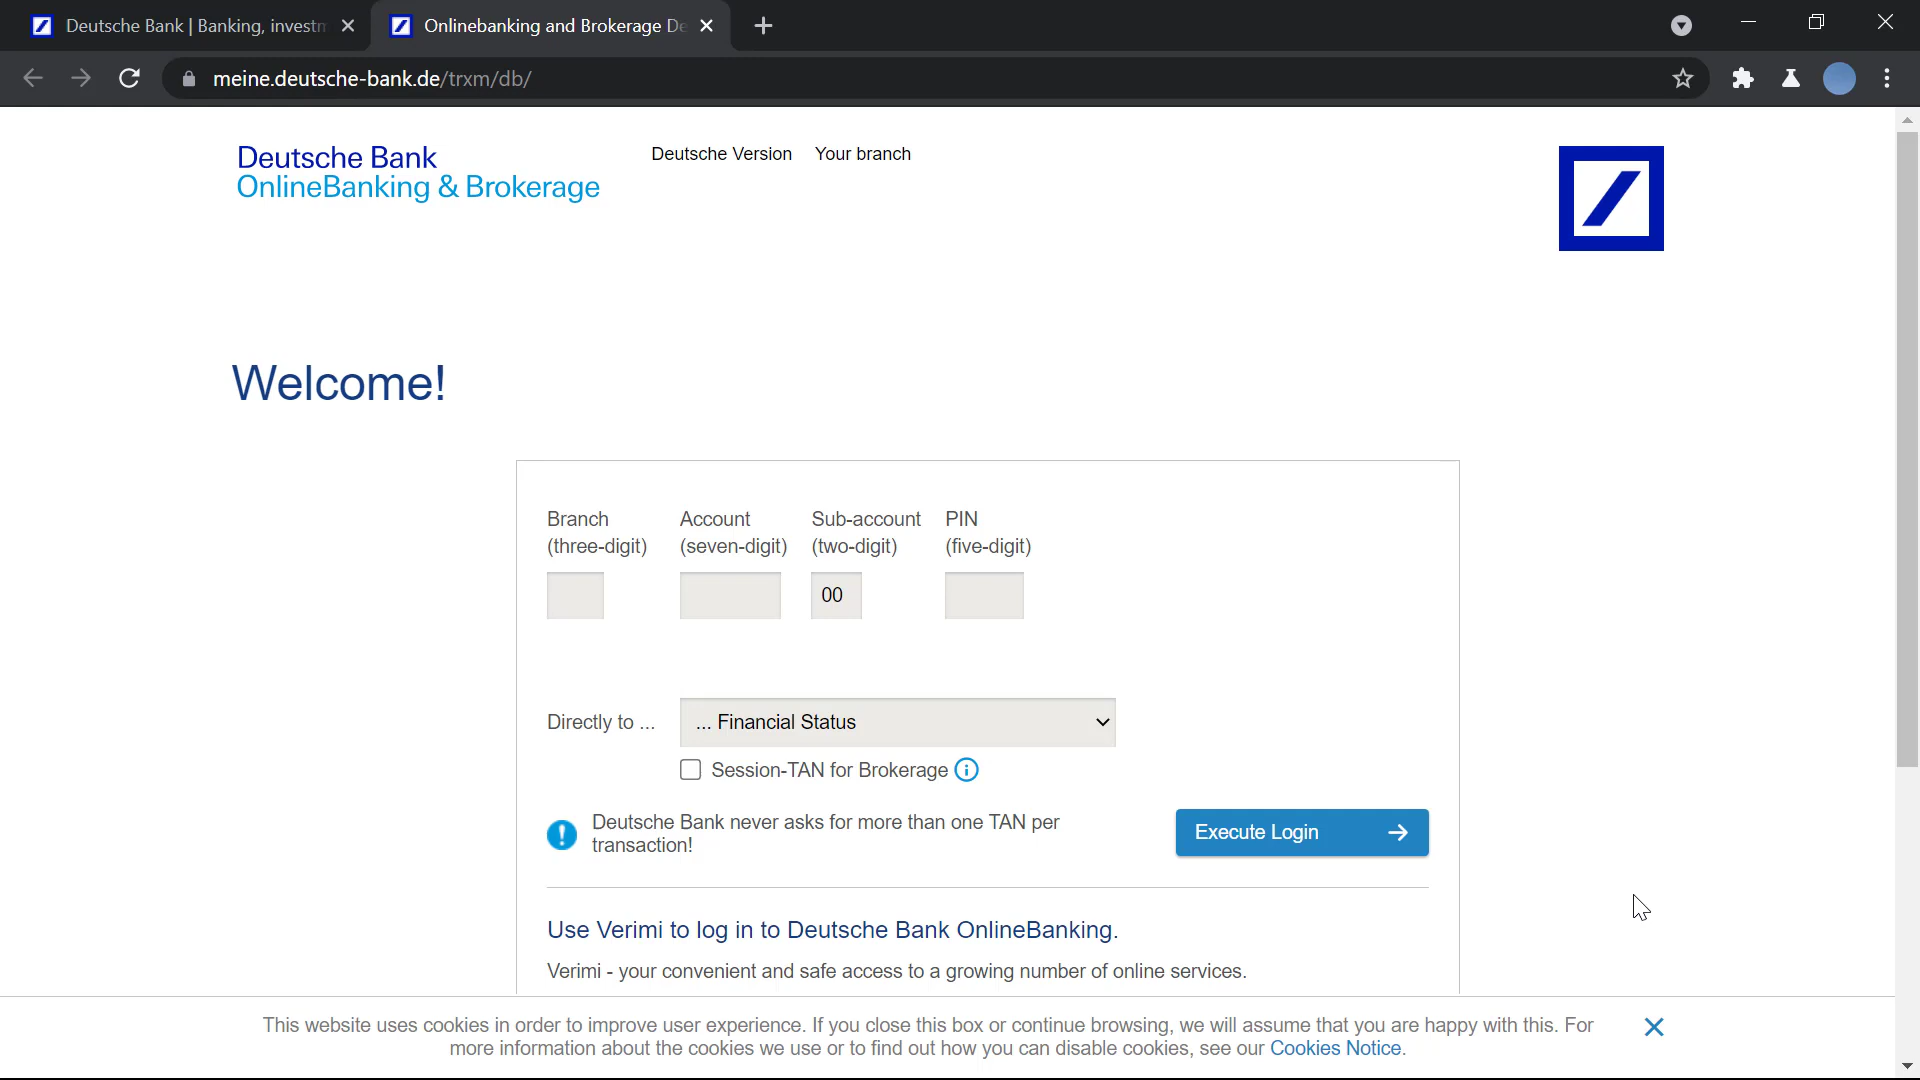 Deutsche Bank | Banking, investm
Onlinebanking and Brokerage De
meine.deutsche-bank.de/trxm/db/
Deutsche Bank
OnlineBanking & Brokerage
Deutsche Version
Your branch
Welcome!
Branch
(three-digit)
Account
(seven-digit)
Sub-account
(two-digit)
PIN
(five-digit)
00
Directly to ...
... Financial Status
Session-TAN for Brokerage
Deutsche Bank never asks for more than one TAN per
transaction!
Execute Login
Use Verimi to log in to Deutsche Bank OnlineBanking.
Verimi - your convenient and safe access to a growing number of online services.
This website uses cookies in order to improve user experience. If you close this box or continue browsing, we will assume that you are happy with this. For
more information about the cookies we use or to find out how you can disable cookies, see our Cookies Notice.